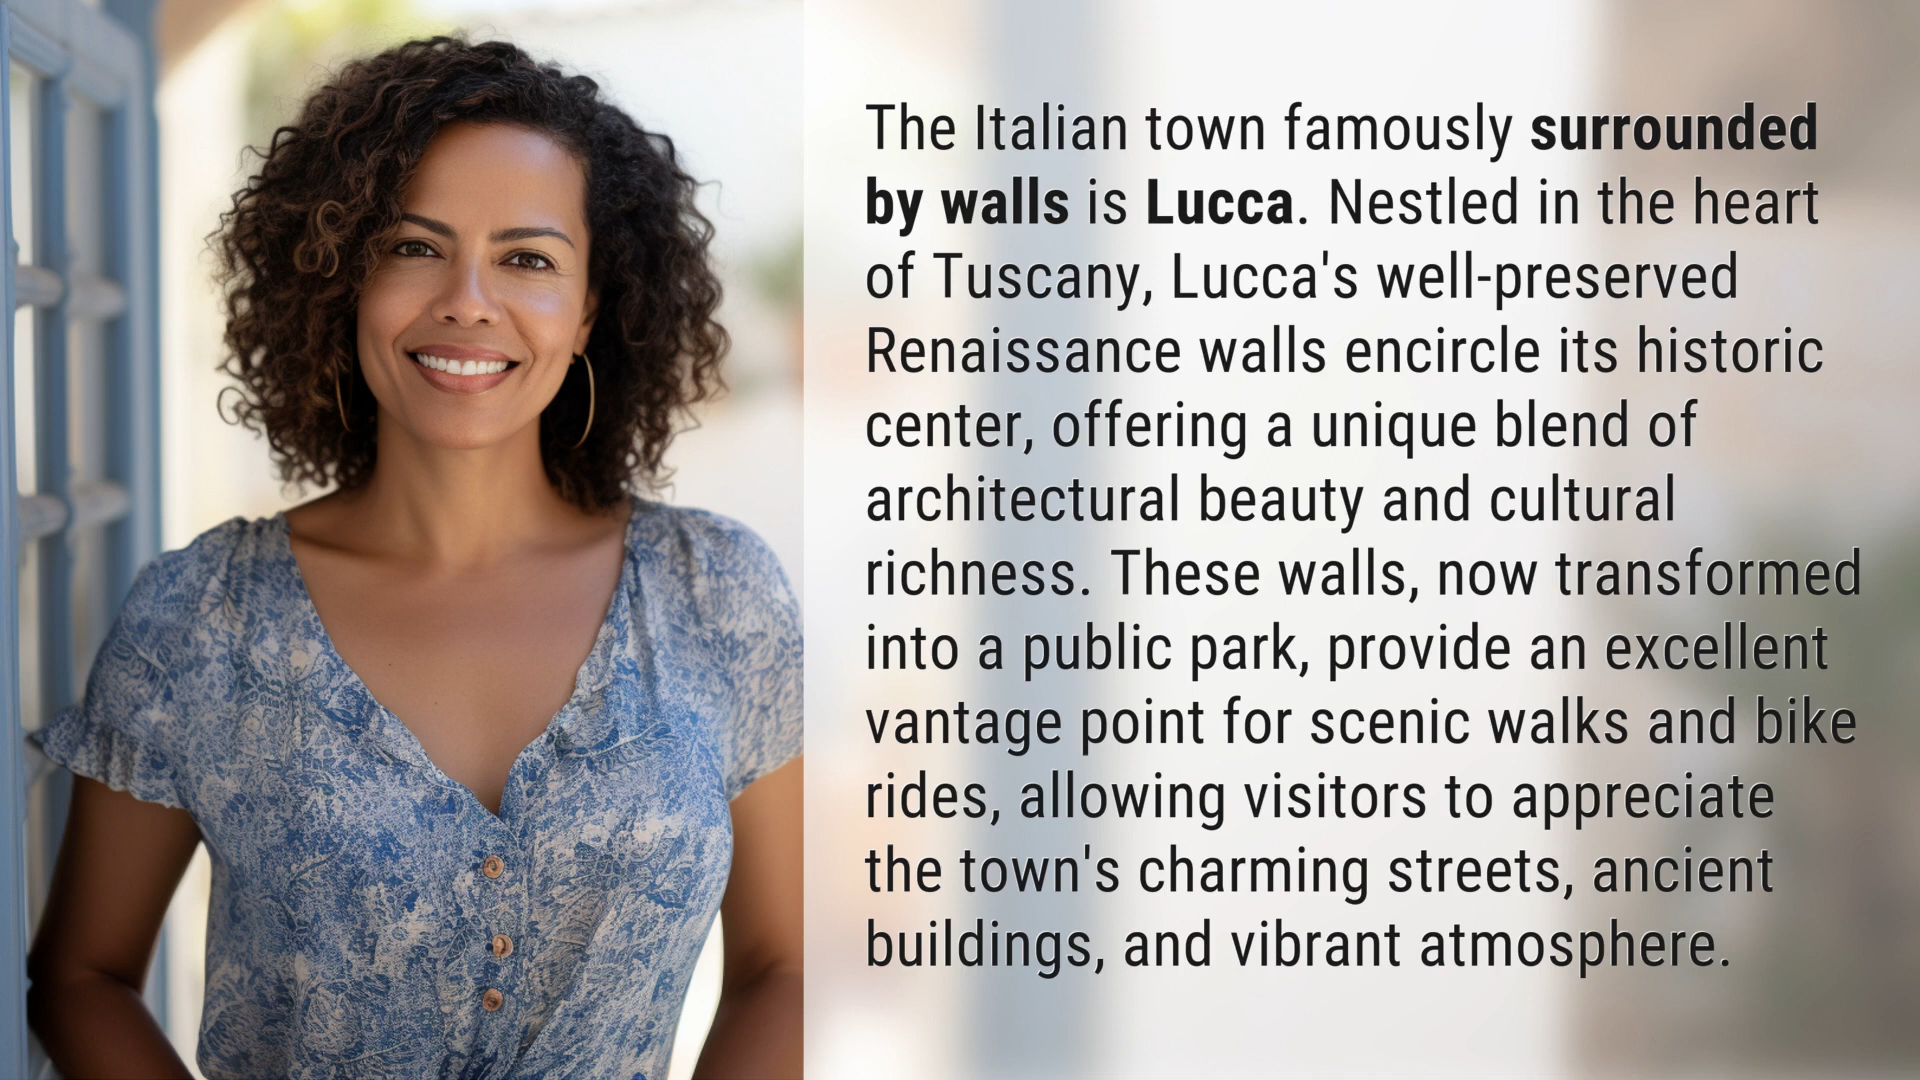 The Italian town famously surrounded
by walls is Lucca. Nestled in the heart
of Tuscany, Lucca's well-preserved
Renaissance walls encircle its historic
center, offering a unique blend of
architectural beauty and cultural
richness. These walls, now transformed
into a public park, provide an excellent
vantage point for scenic walks and bike
rides, allowing visitors to appreciate
the town's charming streets, ancient
buildings, and vibrant atmosphere.